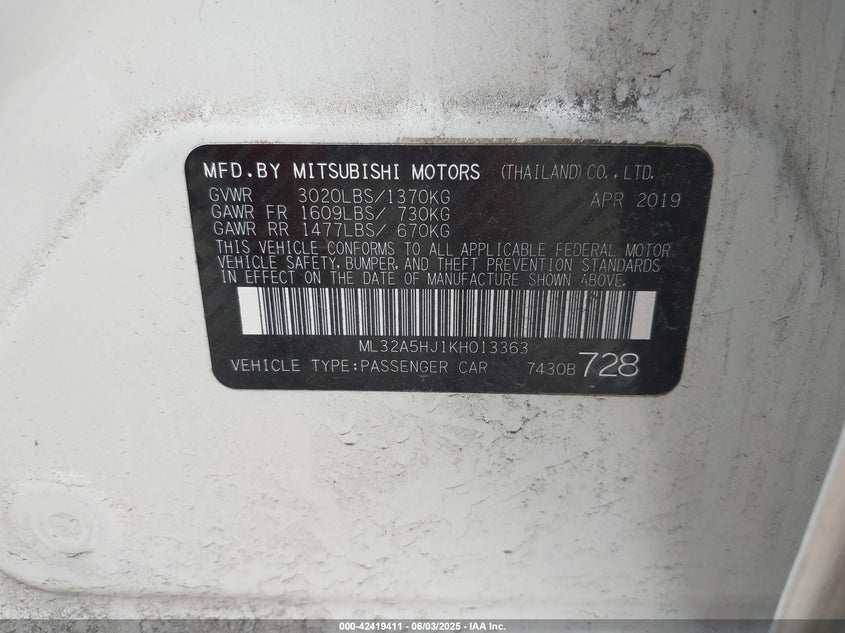 MFD.BY MITSUBISHI MOTORS (THAILAND)CO.,LTD.
GVWR 3020LBS/1370KG APR 2019
GAWR FR 1609LBS/ 730KG
GAWR RR 1477LBS/ 670KG
THIS VEHICLE CONFORMS TO ALL APPLICABLE FEDERAL MOTOR
VEHICLE SAFETY, BUMPER, AND THEFT PREVENTION STANDARDS
IN EFFECT ON THE DATE OF MANUFACTURE SHOWN ABOVE.
ML32A5HJ1KH013363
VEHICLE TYPE:PASSENGER CAR 7430B 728
000-42419411 - 06/03/2025 - IAA Inc.